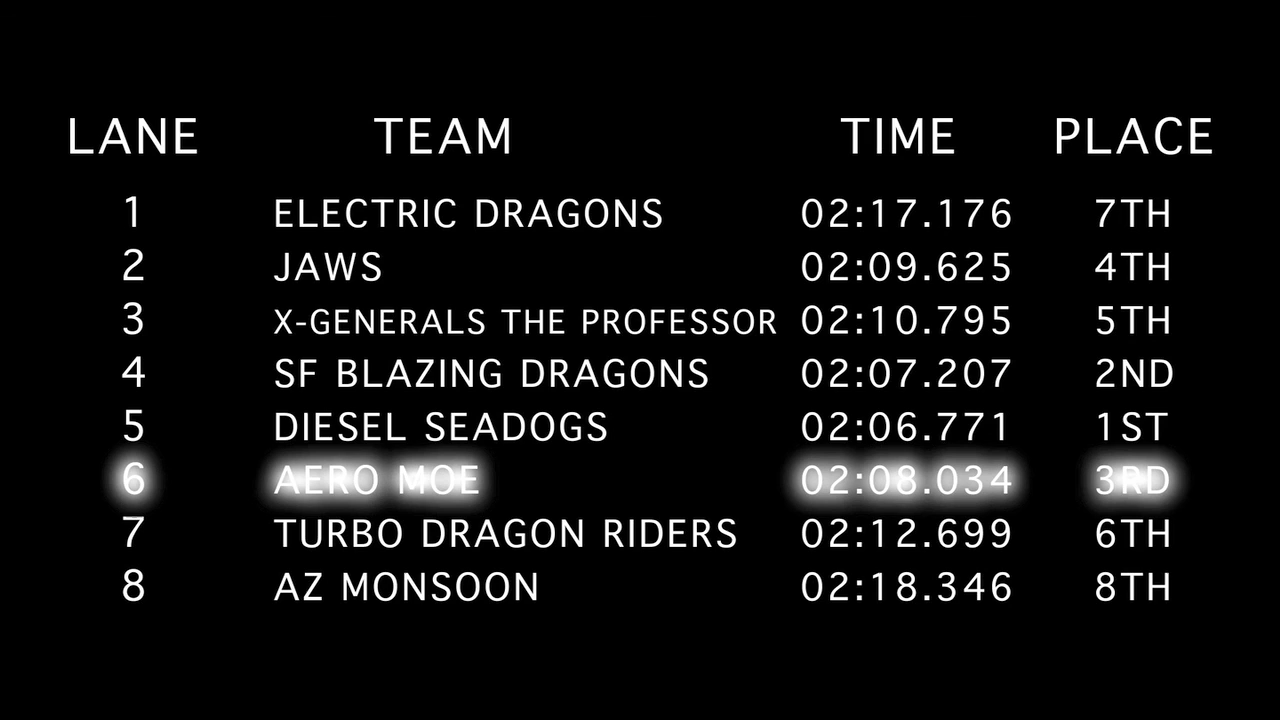 LANE TEAM TIME PLACE
1 ELECTRIC DRAGONS 02:17.176 7TH
2 JAWS 02:09.625 4TH
3 X-GENERALS THE PROFESSOR 02:10.795 5TH
4 SF BLAZING DRAGONS 02:07.207 2ND
5 DIESEL SEADOGS 02:06.771 1ST
6 AERO MOE 02:08.034 3RD
7 TURBO DRAGON RIDERS 02:12.699 6TH
8 AZ MONSOON 02:18.346 8TH